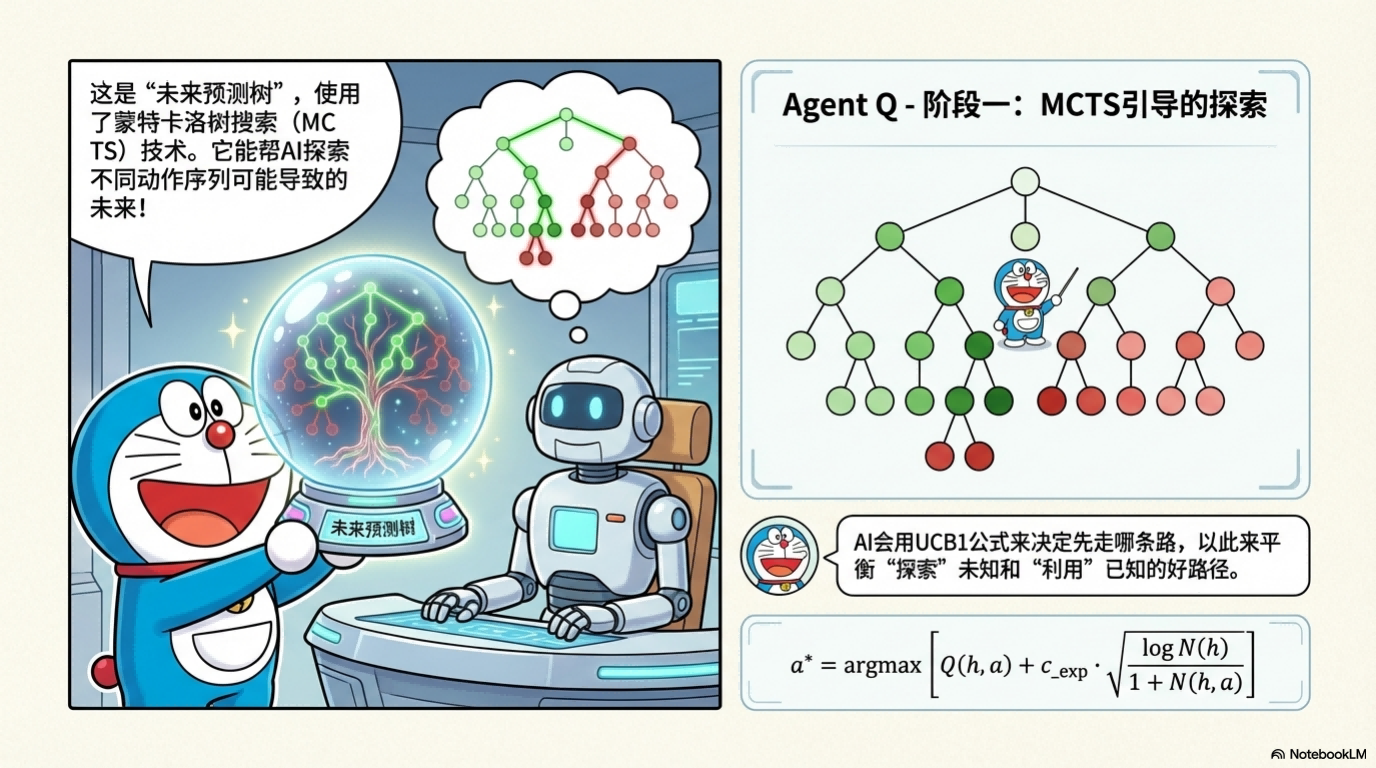 这是“未来预测树”，使用
了蒙特卡洛树搜索（MC
TS）技术。它能帮AI探索
不同动作序列可能导致的
未来！
未来预测树
Agent Q - 阶段一：MCTS引导的探索
AI会用UCB1公式来决定先走哪条路，以此来平
衡“探索”未知和“利用”已知的好路径。
a* = argmax [Q(h, a) + c_exp · √(log N(h) / 1 + N(h, a))]
NotebookLM